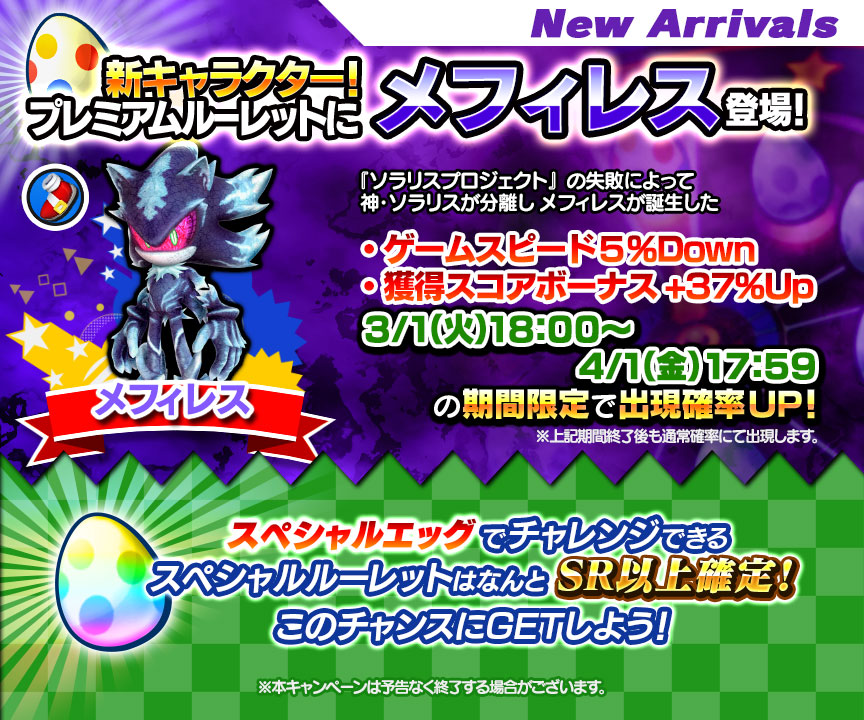 New Arrivals
新キャラクター!
プレミアムルーレットに メフィレス登場!
『ソラリスプロジェクト』の失敗によって
神・ソラリスが分離し メフィレスが誕生した
・ゲームスピード5%Down
・獲得スコアボーナス+37%Up
3/1(火)18:00〜
4/1(金)17:59
の期間限定で出現確率UP!
※上記期間終了後も通常確率にて出現します。
メフィレス
スペシャルエッグでチャレンジできる
スペシャルルーレットはなんと SR以上確定!
このチャンスにGETしよう!
※本キャンペーンは予告なく終了する場合がございます。